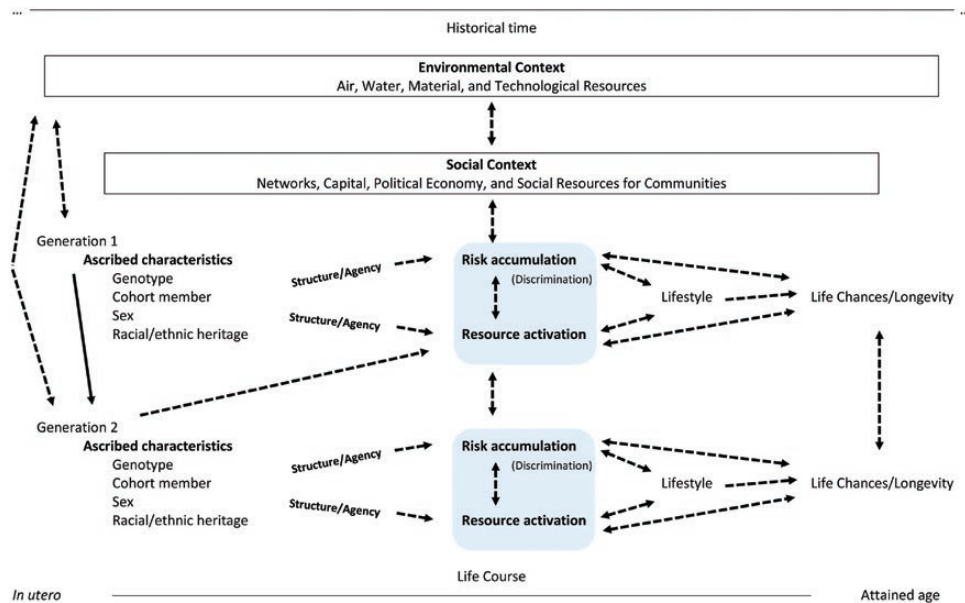 ...
...
Historical time
Environmental Context
Air, Water, Material, and Technological Resources
Social Context
Networks, Capital, Political Economy, and Social Resources for Communities
Generation 1
Ascribed characteristics
Genotype
Cohort member
Sex
Racial/ethnic heritage
Structure/Agency
Structure/Agency
Risk accumulation
(Discrimination)
Resource activation
Lifestyle
Life Chances/Longevity
Generation 2
Ascribed characteristics
Genotype
Cohort member
Sex
Racial/ethnic heritage
Structure/Agency
Structure/Agency
Risk accumulation
(Discrimination)
Resource activation
Lifestyle
Life Chances/Longevity
Life Course
In utero
Attained age